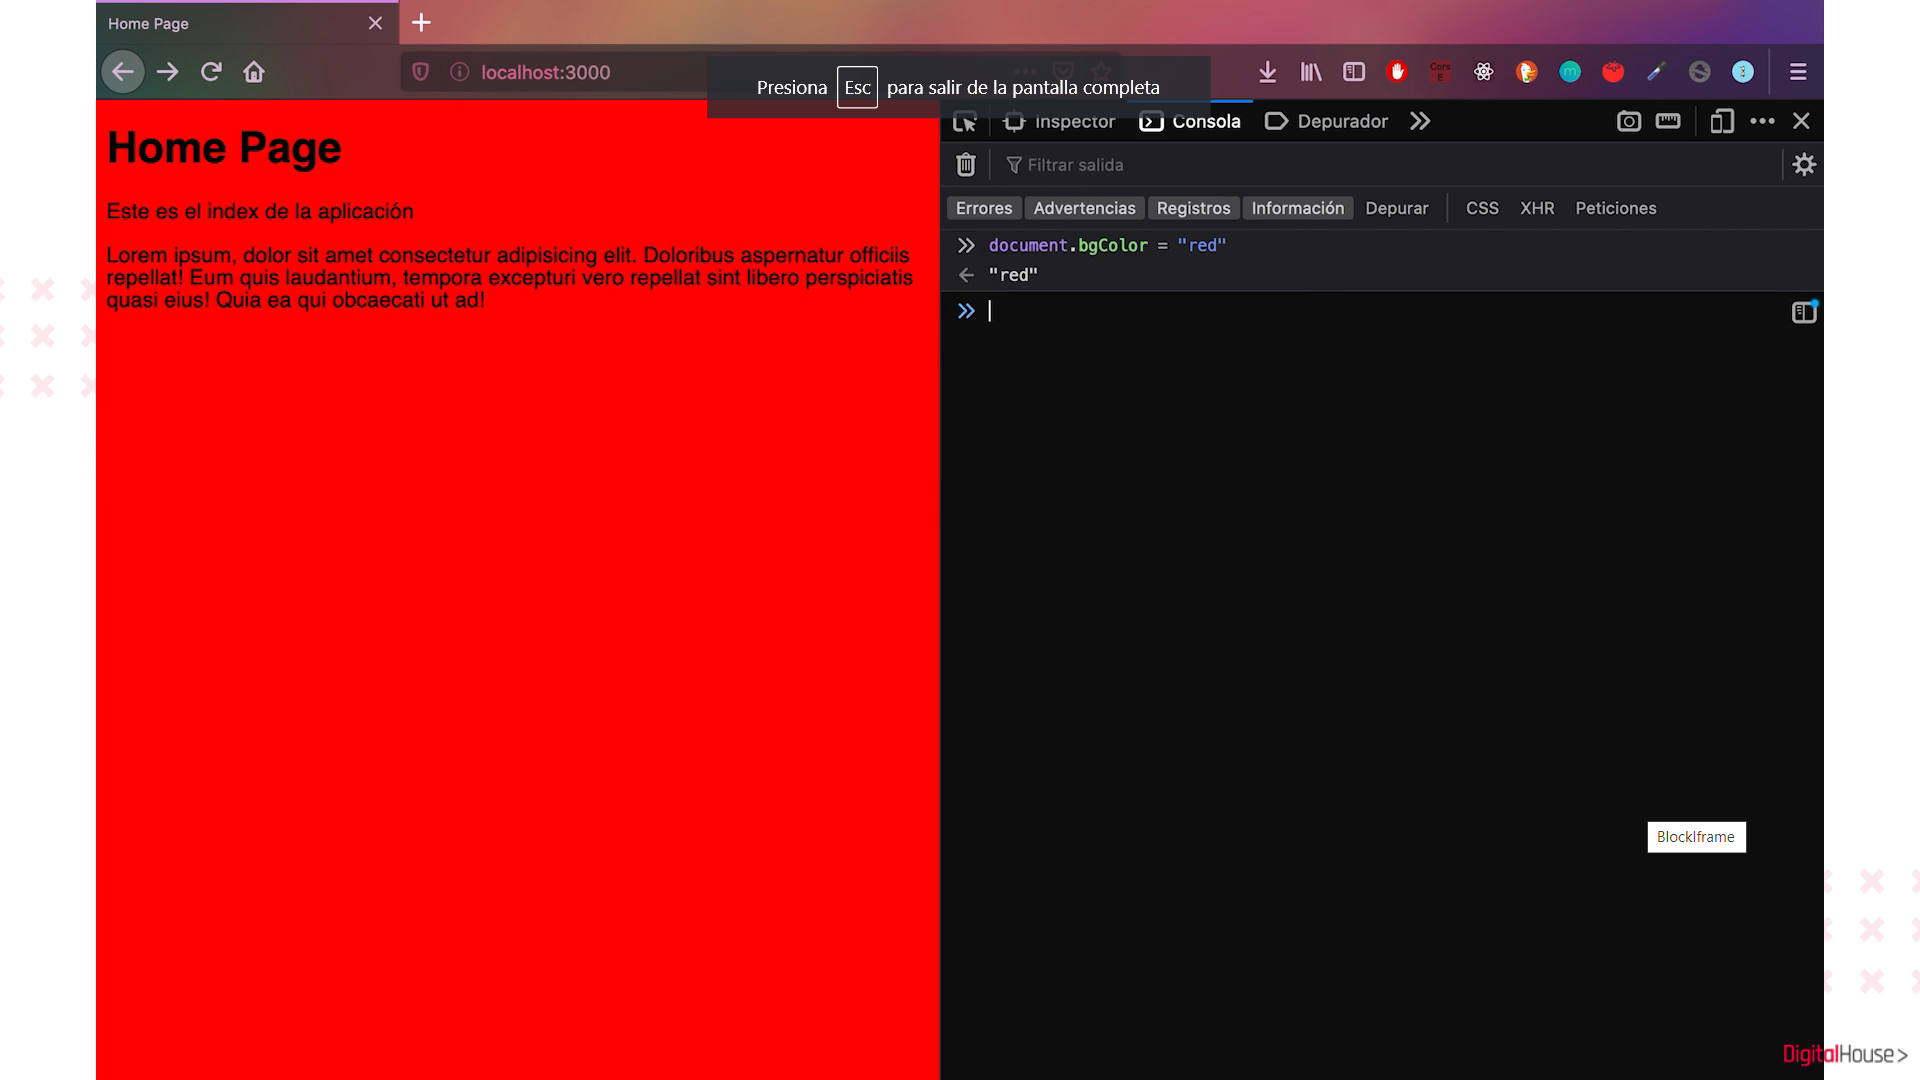 Home Page
localhost:3000
Presiona Esc para salir de la pantalla completa
Cors
E
Inspector
Consola
Depurador
Filtrar salida
Errores
Advertencias
Registros
Información
Depurar
CSS
XHR
Peticiones
Home Page
Este es el index de la aplicación
Lorem ipsum, dolor sit amet consectetur adipisicing elit. Doloribus aspernatur officiis
repellat! Eum quis laudantium, tempora excepturi vero repellat sint libero perspiciatis
quasi eius! Quia ea qui obcaecati ut ad!
document.bgColor = "red"
"red"
BlockIframe
DigitalHouse>